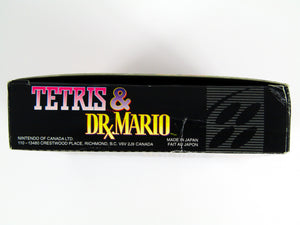 TETRIS &
DR. MARIO
NINTENDO OF CANADA LTD.
110-13480 CRESTWOOD PLACE, RICHMOND, B.C. V6V 2J9 CANADA
MADE IN JAPAN
FAIT AU JAPON